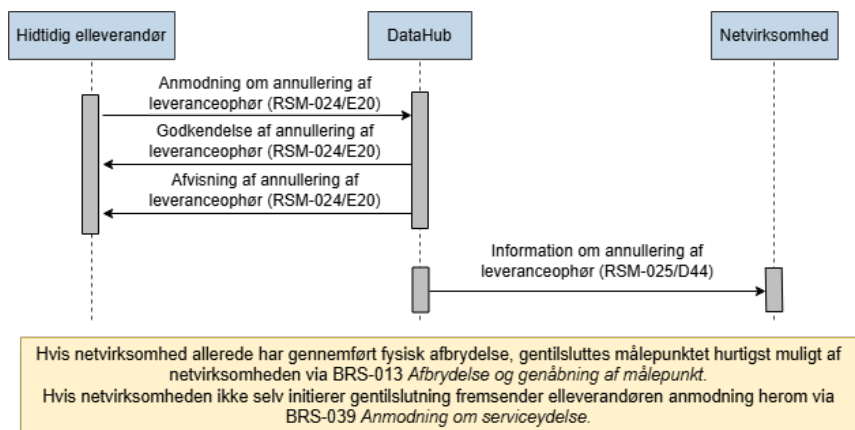 Hidtidig elleverandør
DataHub
Netvirksomhed
Anmodning om annullering af
leveranceophør (RSM-024/E20)
Godkendelse af annullering af
leveranceophør (RSM-024/E20)
Afvisning af annullering af
leveranceophør (RSM-024/E20)
Information om annullering af
leveranceophør (RSM-025/D44)
Hvis netvirksomhed allerede har gennemført fysisk afbrydelse, gentilsluttes målepunktet hurtigst muligt af
netvirksomheden via BRS-013 Afbrydelse og genåbning af målepunkt.
Hvis netvirksomheden ikke selv initierer gentilslutning fremsender elleverandøren anmodning herom via
BRS-039 Anmodning om serviceydelse.